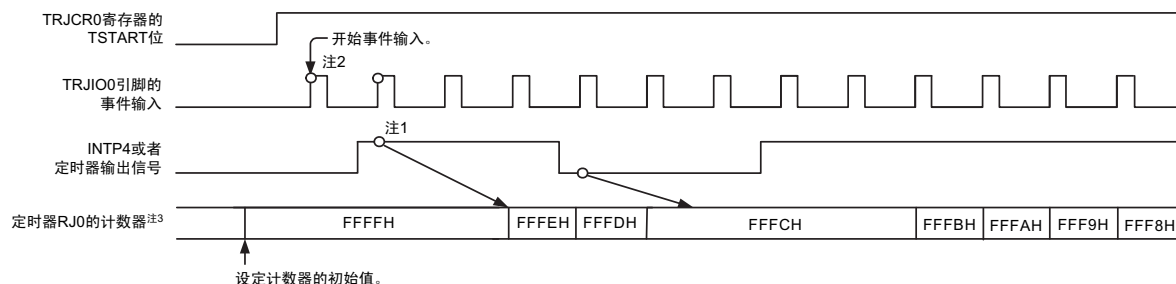 TRJCR0寄存器的
TSTART位
开始事件输入。
注2
TRJIO0引脚的
事件输入
注1
INTP4或者
定时器输出信号
定时器RJ0的计数器注3
FFFFH
FFFEH
FFFDH
FFFCH
FFFBH
FFFAH
FFF9H
FFF8H
设定计数器的初始值。